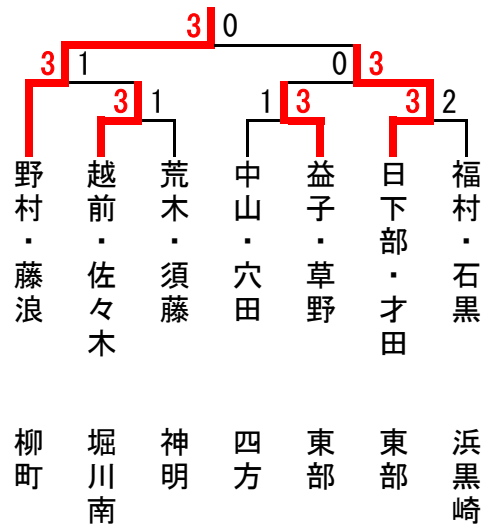 3 0
3 1 0 3
3 1 1 3 3 2
野村・藤浪
越前・佐々木
荒木・須藤
中山・穴田
益子・草野
日下部・才田
福村・石黒
柳町
堀川南
神明
四方
東部
東部
浜黒崎